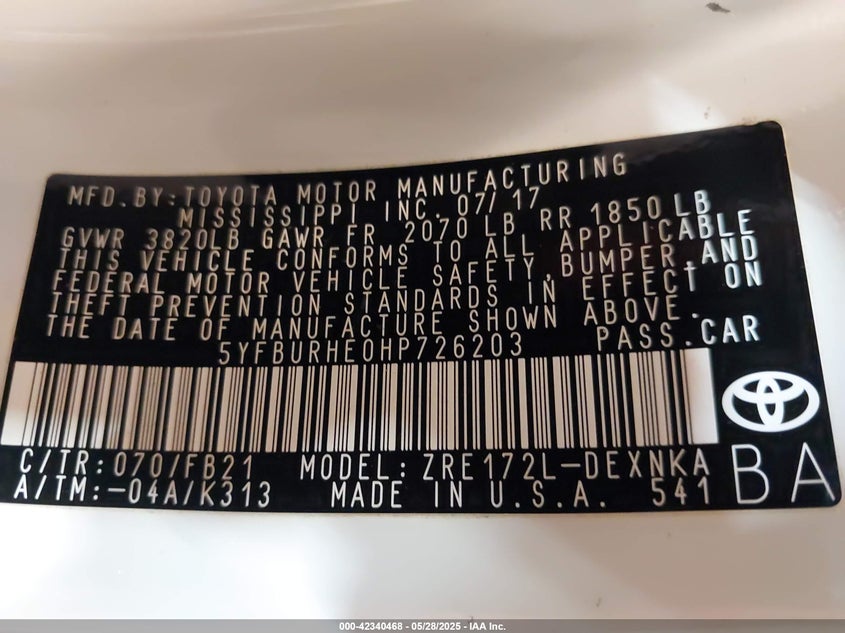 MFD.BY:TOYOTA MOTOR MANUFACTURING
MISSISSIPPI INC. 07/17
GVWR 3820LB GAWR FR 2070 LB RR 1850 LB
THIS VEHICLE CONFORMS TO ALL APPLICABLE
FEDERAL MOTOR VEHICLE SAFETY,BUMPER,AND
THEFT PREVENTION STANDARDS IN EFFECT ON
THE DATE OF MANUFACTURE SHOWN ABOVE.
5YFBURHE0HP726203 PASS.CAR
C/TR:070/FB21 MODEL:ZRE172L-DEXNKA
A/TM:-04A/K313 MADE IN U.S.A. 541
BA
000-42340468 - 05/28/2025 - IAA Inc.